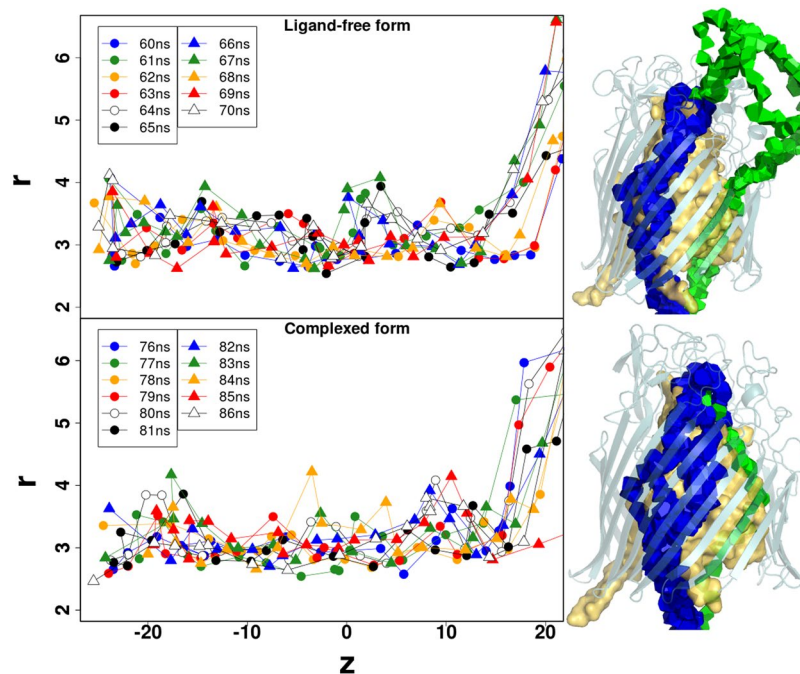 Ligand-free form
60ns 66ns
61ns 67ns
62ns 68ns
63ns 69ns
64ns 70ns
65ns
r
6
5
4
3
2
Complexed form
76ns 82ns
77ns 83ns
78ns 84ns
79ns 85ns
80ns 86ns
81ns
r
6
5
4
3
2
-20 -10 0 10 20
z